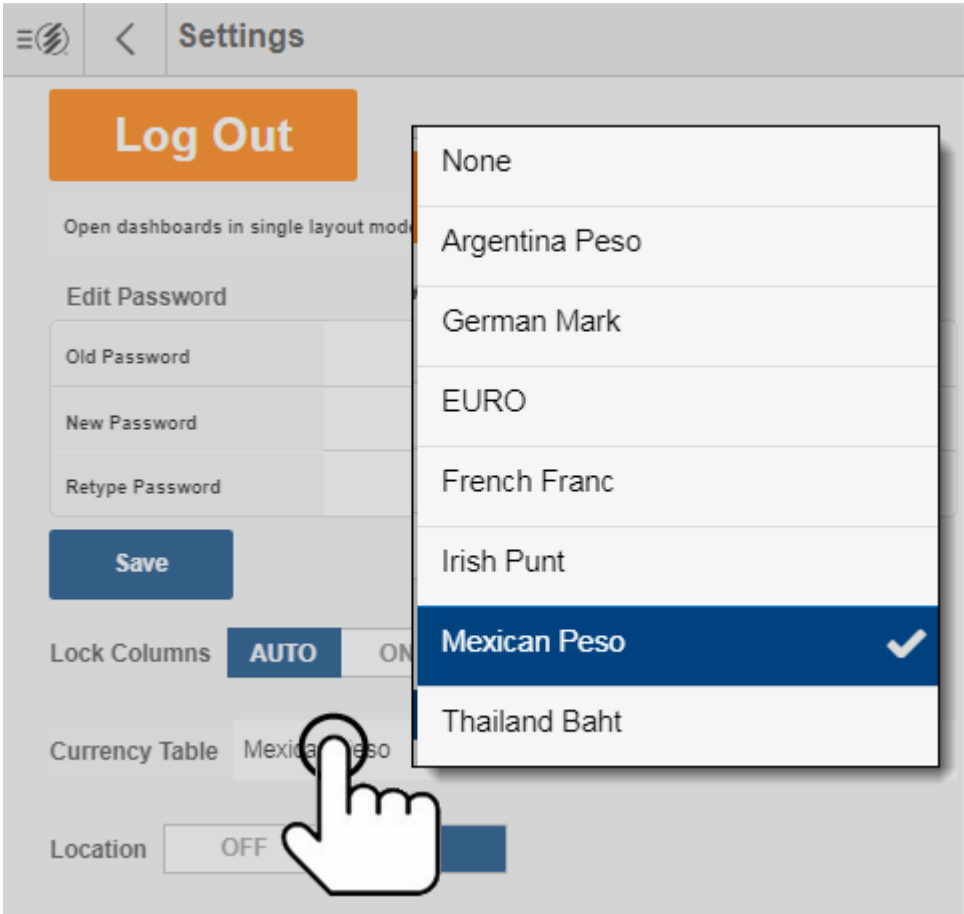 Settings
Log Out
Open dashboards in single layout mode
Edit Password
Old Password
New Password
Retype Password
Save
Lock Columns AUTO ON
Currency Table
Location OFF
None
Argentina Peso
German Mark
EURO
French Franc
Irish Punt
Mexican Peso
Thailand Baht